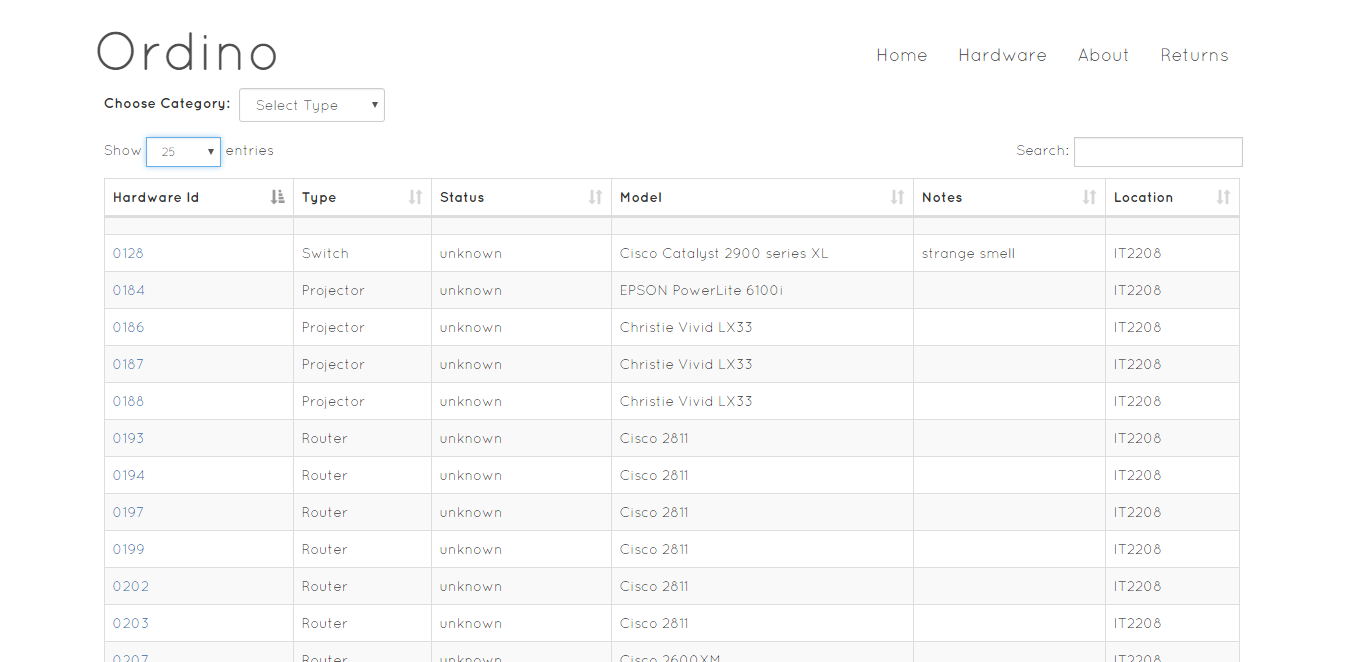 Ordino
Home Hardware About Returns
Choose Category: Select Type
Show 25 entries Search:
Hardware Id Type Status Model Notes Location
0128 Switch unknown Cisco Catalyst 2900 series XL strange smell IT2208
0184 Projector unknown EPSON PowerLite 6100i IT2208
0186 Projector unknown Christie Vivid LX33 IT2208
0187 Projector unknown Christie Vivid LX33 IT2208
0188 Projector unknown Christie Vivid LX33 IT2208
0193 Router unknown Cisco 2811 IT2208
0194 Router unknown Cisco 2811 IT2208
0197 Router unknown Cisco 2811 IT2208
0199 Router unknown Cisco 2811 IT2208
0202 Router unknown Cisco 2811 IT2208
0203 Router unknown Cisco 2811 IT2208
0207 Router unknown Cisco 2600XM IT2208